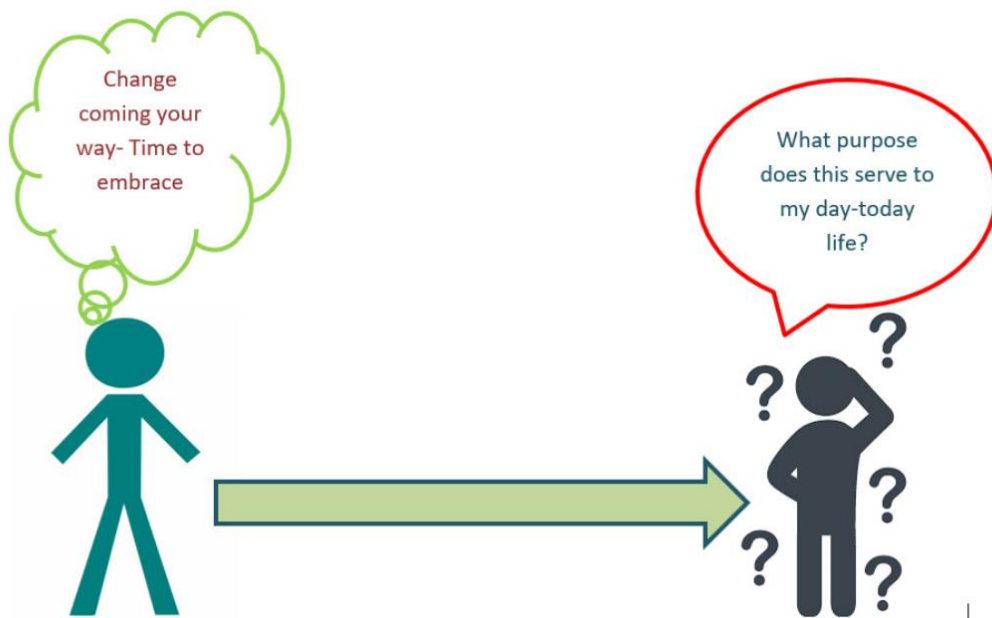 Change
coming your
way- Time to
embrace
What purpose
does this serve to
my day-today
life?
?
?
?
?
?